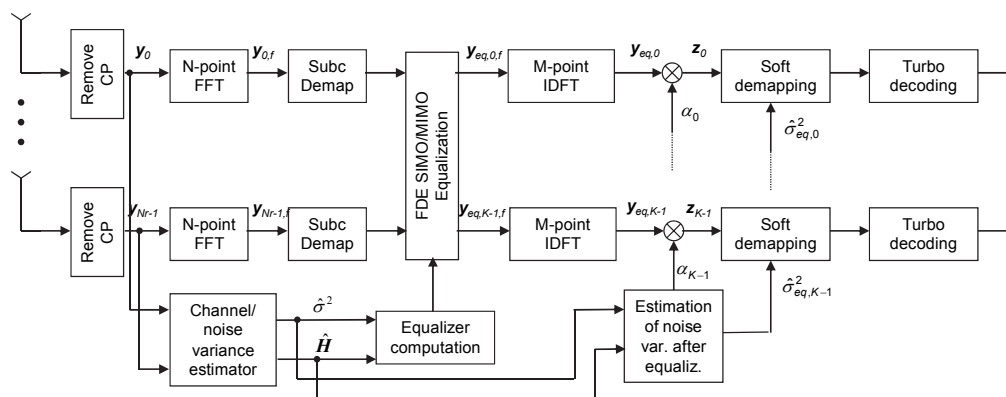 Remove CP
y0
N-point
FFT
y0,f
Subc
Demap
FDE SIMO/MIMO
Equalization
yeq,0,f
M-point
IDFT
yeq,0
z0
α0
Soft
demapping
σ̂²eq,0
Turbo
decoding
Remove
CP
yNr-1
N-point
FFT
yNr-1,f
Subc
Demap
yeq,K-1,f
M-point
IDFT
yeq,K-1
zK-1
αK−1
Soft
demapping
σ̂²eq,K−1
Turbo
decoding
Channel/
noise
variance
estimator
σ̂²
Ĥ
Equalizer
computation
Estimation
of noise
var. after
equaliz.